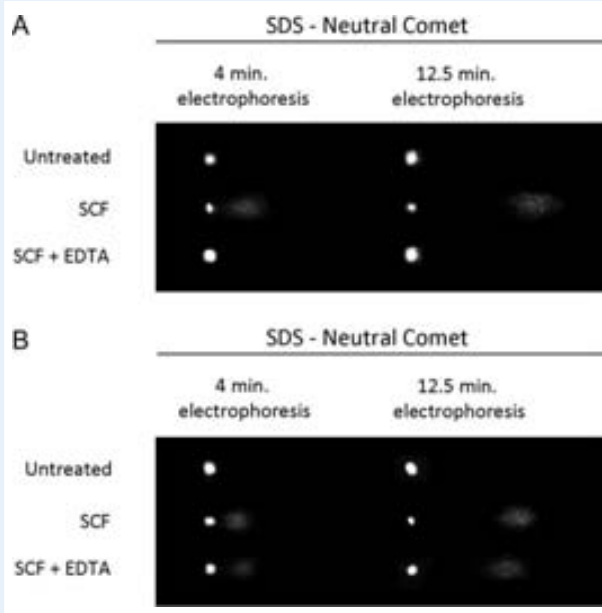 A
SDS - Neutral Comet
4 min.
electrophoresis
12.5 min.
electrophoresis
Untreated
SCF
SCF + EDTA
B
SDS - Neutral Comet
4 min.
electrophoresis
12.5 min.
electrophoresis
Untreated
SCF
SCF + EDTA